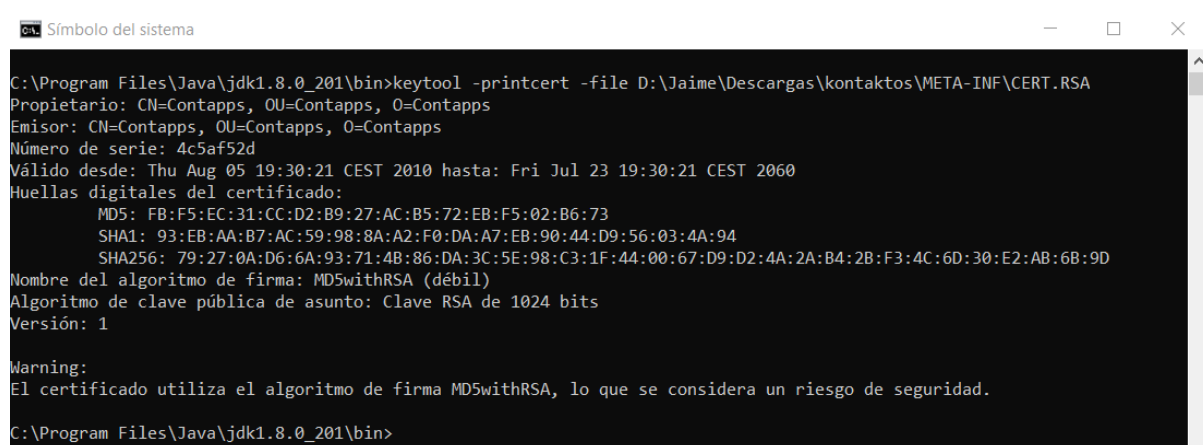 Símbolo del sistema
C:\Program Files\Java\jdk1.8.0_201\bin>keytool -printcert -file D:\Jaime\Descargas\kontaktos\META-INF\CERT.RSA
Propietario: CN=Contapps, OU=Contapps, O=Contapps
Emisor: CN=Contapps, OU=Contapps, O=Contapps
Número de serie: 4c5af52d
Válido desde: Thu Aug 05 19:30:21 CEST 2010 hasta: Fri Jul 23 19:30:21 CEST 2060
Huellas digitales del certificado:
MD5: FB:F5:EC:31:CC:D2:B9:27:AC:B5:72:EB:F5:02:B6:73
SHA1: 93:EB:AA:B7:AC:59:98:8A:A2:F0:DA:A7:EB:90:44:D9:56:03:4A:94
SHA256: 79:27:0A:D6:6A:93:71:4B:86:DA:3C:5E:98:C3:1F:44:00:67:D9:D2:4A:2A:B4:2B:F3:4C:6D:30:E2:AB:6B:9D
Nombre del algoritmo de firma: MD5withRSA (débil)
Algoritmo de clave pública de asunto: Clave RSA de 1024 bits
Versión: 1
Warning:
El certificado utiliza el algoritmo de firma MD5withRSA, lo que se considera un riesgo de seguridad.
C:\Program Files\Java\jdk1.8.0_201\bin>